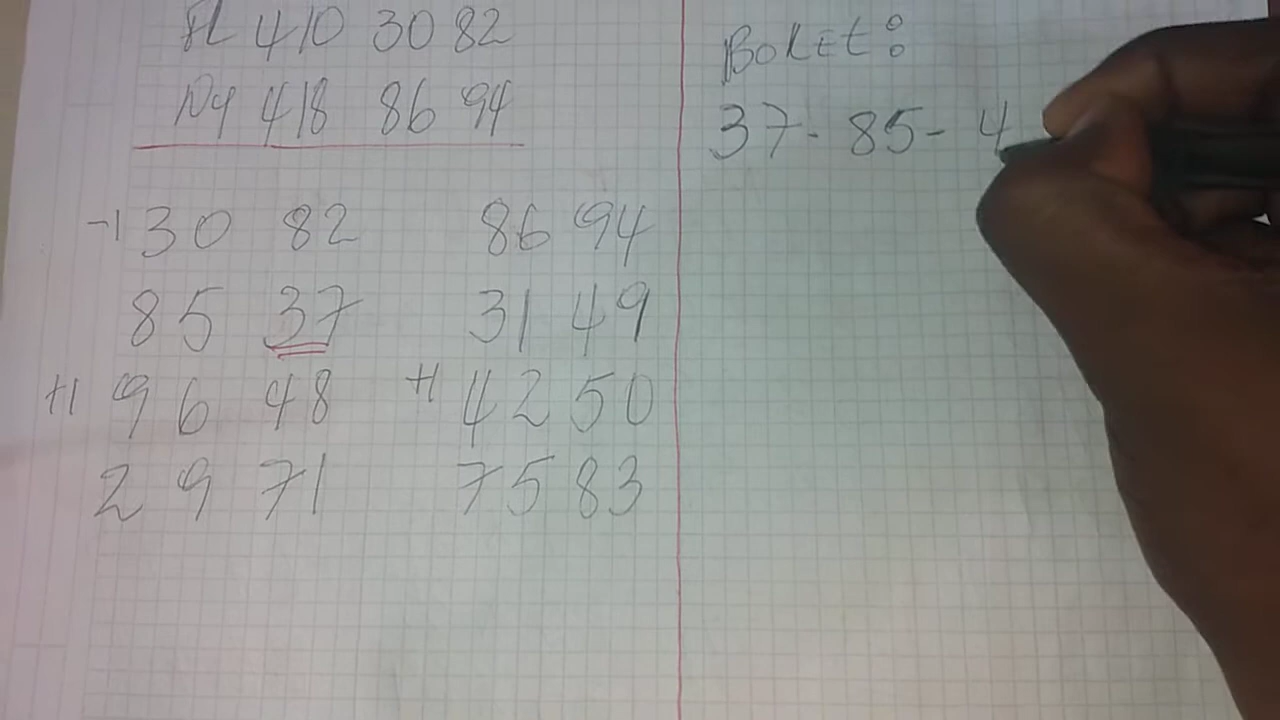 FL 410 30 82
NY 418 86 94
-1 30 82 86 94
85 37 31 49
+1 96 48 +1 42 50
29 71 75 83
BOLET:
37- 85- 4